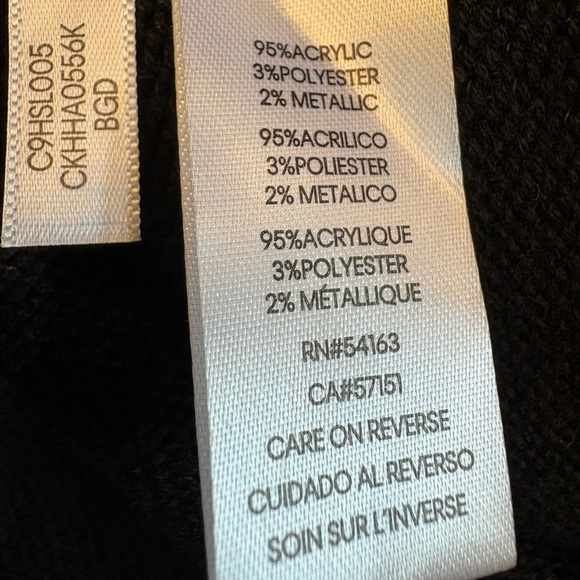 C9HSL005
CKHHA0556K
BGD
95%ACRYLIC
3%POLYESTER
2% METALLIC
95%ACRILICO
3%POLIESTER
2% METALICO
95%ACRYLIQUE
3%POLYESTER
2% MÉTALLIQUE
RN#54163
CA#57151
CARE ON REVERSE
CUIDADO AL REVERSO
SOIN SUR L'INVERSE